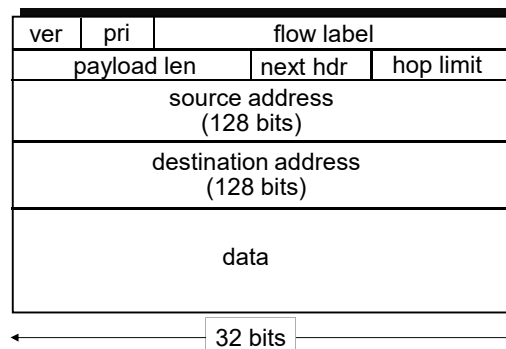 ver pri flow label
payload len next hdr hop limit
source address
(128 bits)
destination address
(128 bits)
data
32 bits